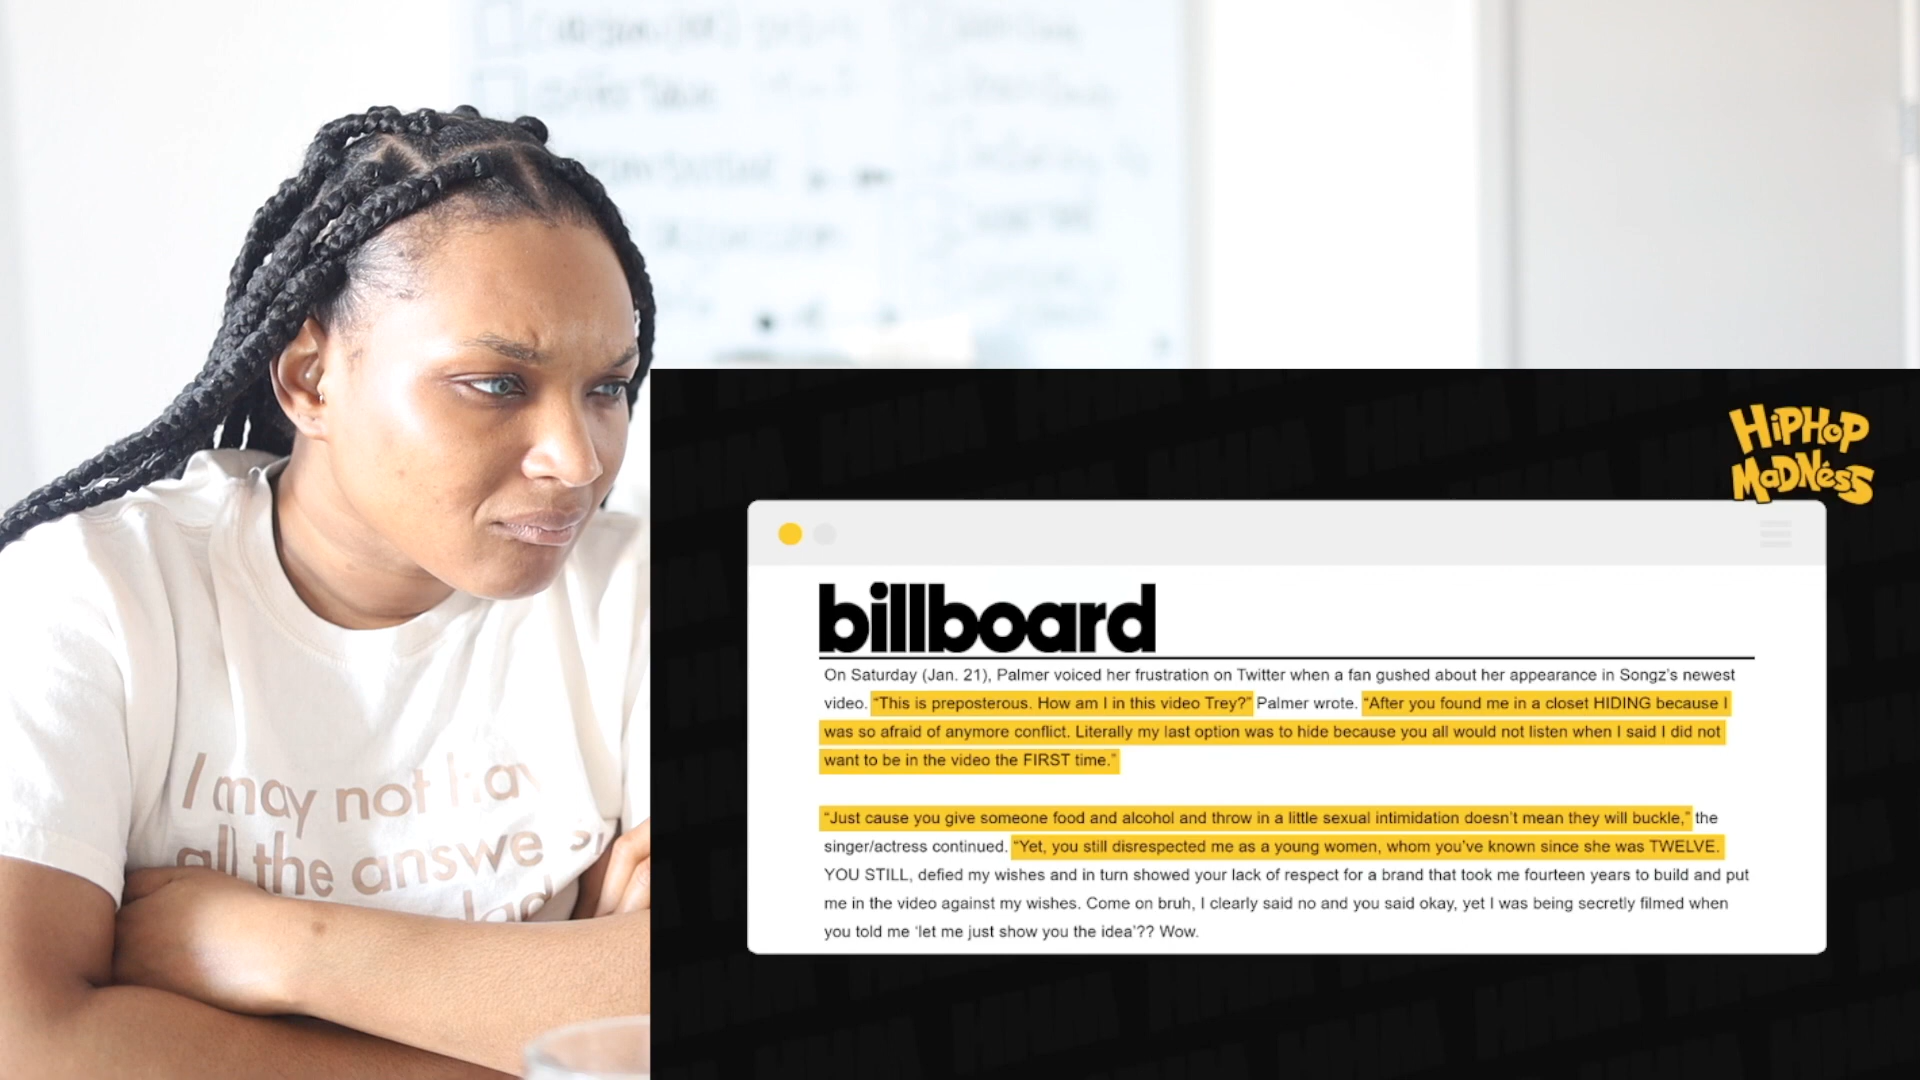 HiPHoP
MaDNess
billboard
On Saturday (Jan. 21), Palmer voiced her frustration on Twitter when a fan gushed about her appearance in Songz's newest
video. “This is preposterous. How am I in this video Trey?” Palmer wrote. “After you found me in a closet HIDING because I
was so afraid of anymore conflict. Literally my last option was to hide because you all would not listen when I said I did not
want to be in the video the FIRST time.”
“Just cause you give someone food and alcohol and throw in a little sexual intimidation doesn't mean they will buckle,” the
singer/actress continued. “Yet, you still disrespected me as a young women, whom you've known since she was TWELVE.
YOU STILL, defied my wishes and in turn showed your lack of respect for a brand that took me fourteen years to build and put
me in the video against my wishes. Come on bruh, I clearly said no and you said okay, yet I was being secretly filmed when
you told me ‘let me just show you the idea’?? Wow.
I may not hav
all the answe